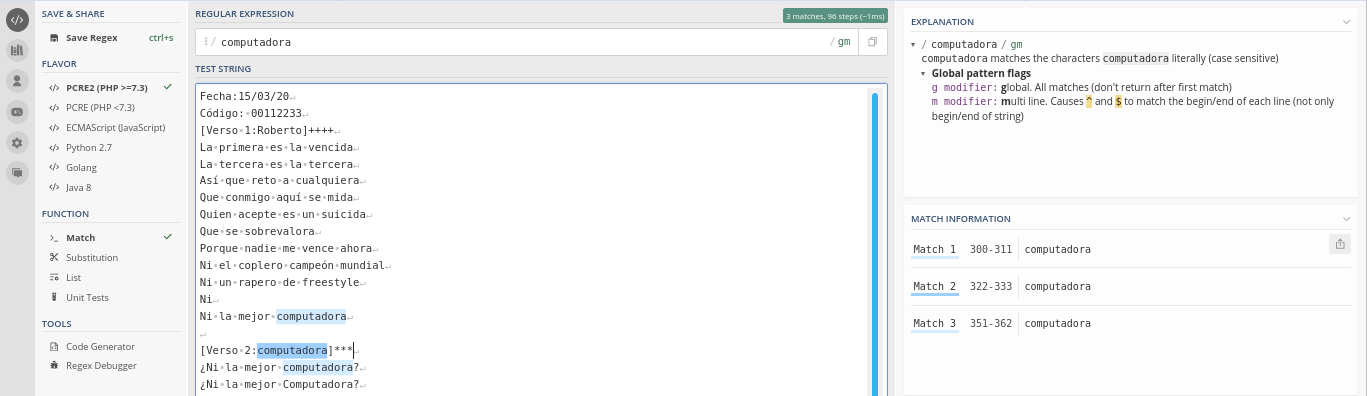 SAVE & SHARE
Save Regex ctrl+s
FLAVOR
PCRE2 (PHP >=7.3)
PCRE (PHP <7.3)
ECMAScript (JavaScript)
Python 2.7
Golang
Java 8
FUNCTION
Match
Substitution
List
Unit Tests
TOOLS
Code Generator
Regex Debugger
REGULAR EXPRESSION
3 matches, 96 steps (~1ms)
/ computadora / gm
TEST STRING
Fecha:15/03/20↵
Código:·00112233↵
[Verso·1:Roberto]++++↵
La·primera·es·la·vencida↵
La·tercera·es·la·tercera↵
Así·que·reto·a·cualquiera↵
Que·conmigo·aquí·se·mida↵
Quien·acepte·es·un·suicida↵
Que·se·sobrevalora↵
Porque·nadie·me·vence·ahora↵
Ni·el·coplero·campeón·mundial↵
Ni·un·rapero·de·freestyle↵
Ni↵
Ni·la·mejor·computadora↵
↵
[Verso·2:computadora]***↵
¿Ni·la·mejor·computadora?↵
¿Ni·la·mejor·Computadora?↵
EXPLANATION
/ computadora / gm
computadora matches the characters computadora literally (case sensitive)
Global pattern flags
g modifier: global. All matches (don't return after first match)
m modifier: multi line. Causes ^ and $ to match the begin/end of each line (not only
begin/end of string)
MATCH INFORMATION
Match 1 300-311 computadora
Match 2 322-333 computadora
Match 3 351-362 computadora